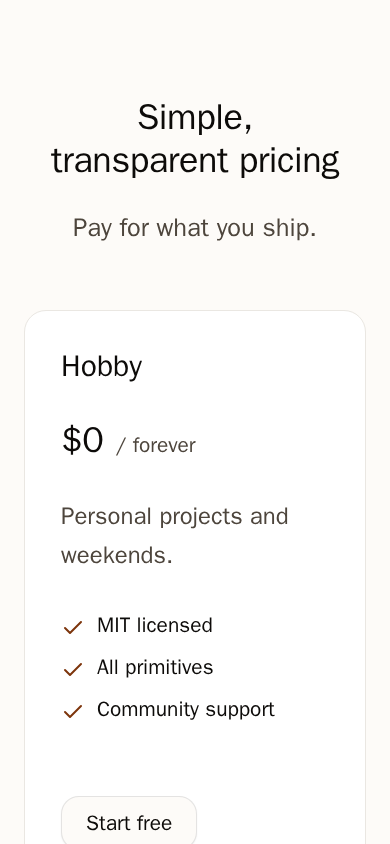 Simple,
transparent pricing
Pay for what you ship.
Hobby
$0 / forever
Personal projects and
weekends.
MIT licensed
All primitives
Community support
Start free